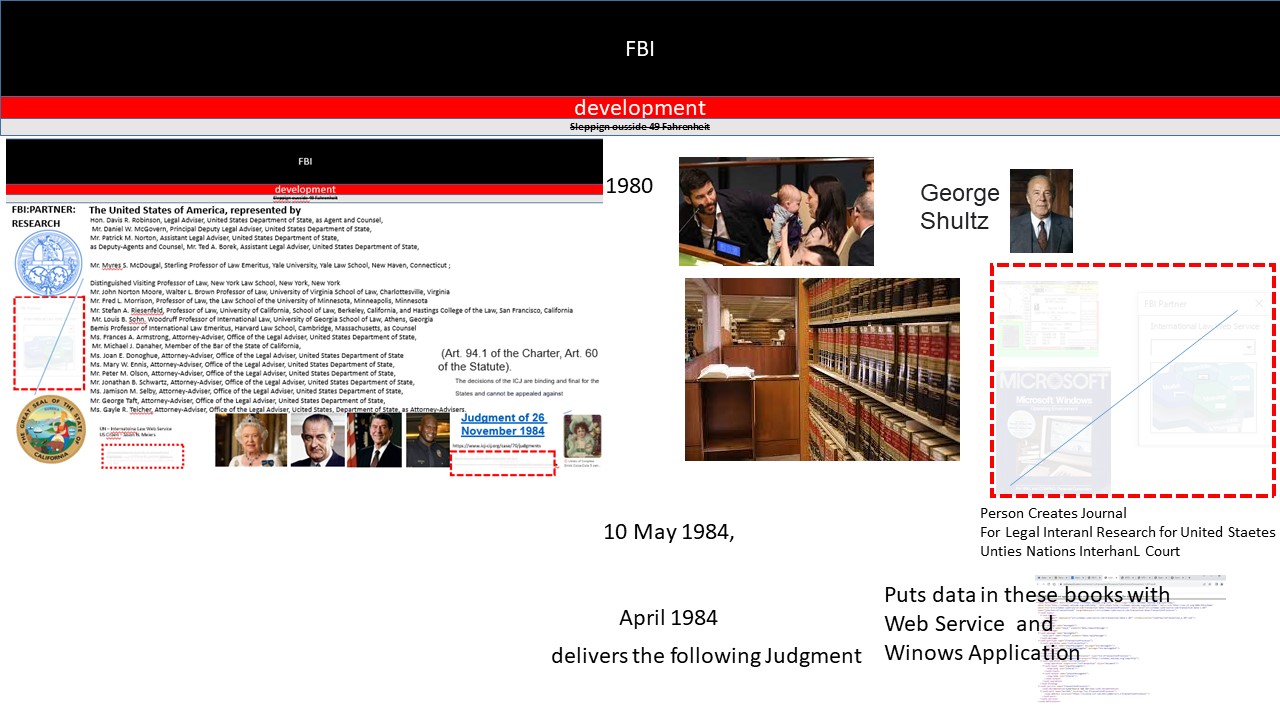 FBI
development
Sleppign ousside 49 Fahrenheit
FBI
development
Sleppign ousside 49 Fahrenheit
FBI:PARTNER:
RESEARCH
The United States of America, represented by
Hon. Davis R. Robinson, Legal Adviser, United States Department of State, as Agent and Counsel,
Mr. Daniel W. McGovern, Principal Deputy Legal Adviser, United States Department of State,
Mr. Patrick M. Norton, Assistant Legal Adviser, United States Department of State,
as Deputy-Agents and Counsel, Mr. Ted A. Borek, Assistant Legal Adviser, United States Department of State,
Mr. Myres S. McDougal, Sterling Professor of Law Emeritus, Yale University, Yale Law School, New Haven, Connecticut ;
Distinguished Visiting Professor of Law, New York Law School, New York, New York
Mr. John Norton Moore, Walter L. Brown Professor of Law, University of Virginia School of Law, Charlottesville, Virginia
Mr. Fred L. Morrison, Professor of Law, the Law School of the University of Minnesota, Minneapolis, Minnesota
Mr. Stefan A. Riesenfeld, Professor of Law, University of California, School of Law, Berkeley, California, and Hastings College of the Law, San Francisco, California
Mr. Louis B. Sohn, Woodruff Professor of International Law, University of Georgia School of Law, Athens, Georgia
Bemis Professor of International Law Emeritus, Harvard Law School, Cambridge, Massachusetts, as Counsel
Ms. Frances A. Armstrong, Attorney-Adviser, Office of the Legal Adviser, United States Department of State,
Mr. Michael J. Danaher, Member of the Bar of the State of California,
Ms. Joan E. Donoghue, Attorney-Adviser, Office of the Legal Adviser, United States Department of State
Ms. Mary W. Ennis, Attorney-Adviser, Office of the Legal Adviser, United States Department of State,
Mr. Peter M. Olson, Attorney-Adviser, Office of the Legal Adviser, United States Department of State,
Mr. Jonathan B. Schwartz, Attorney-Adviser, Office of the Legal Adviser, United States Department of State,
Ms. Jamison M. Selby, Attorney-Adviser, Office of the Legal Adviser, United States Department of State,
Mr. George Taft, Attorney-Adviser, Office of the Legal Adviser, United States Department of State,
Ms. Gayle R. Teicher, Attorney-Adviser, Office of the Legal Adviser, United States, Department of State, as Attorney-Advisers.
(Art. 94.1 of the Charter, Art. 60
of the Statute).
The decisions of the ICJ are binding and final for the
States and cannot be appealed against
THE GREAT SEAL OF THE STATE OF CALIFORNIA
UN – Internationa Law Web Service
Judgment of 26
November 1984
https://www.icj-cij.org/case/70/judgments
1980
George
Shultz
FBI Partner
International Law Web Service
MICROSOFT
Microsoft Windows
Person Creates Journal
For Legal Interanl Research for United Staetes
Unties Nations InterhanL Court
10 May 1984,
April 1984
delivers the following Judgment
Puts data in these books with
Web Service and
Winows Application